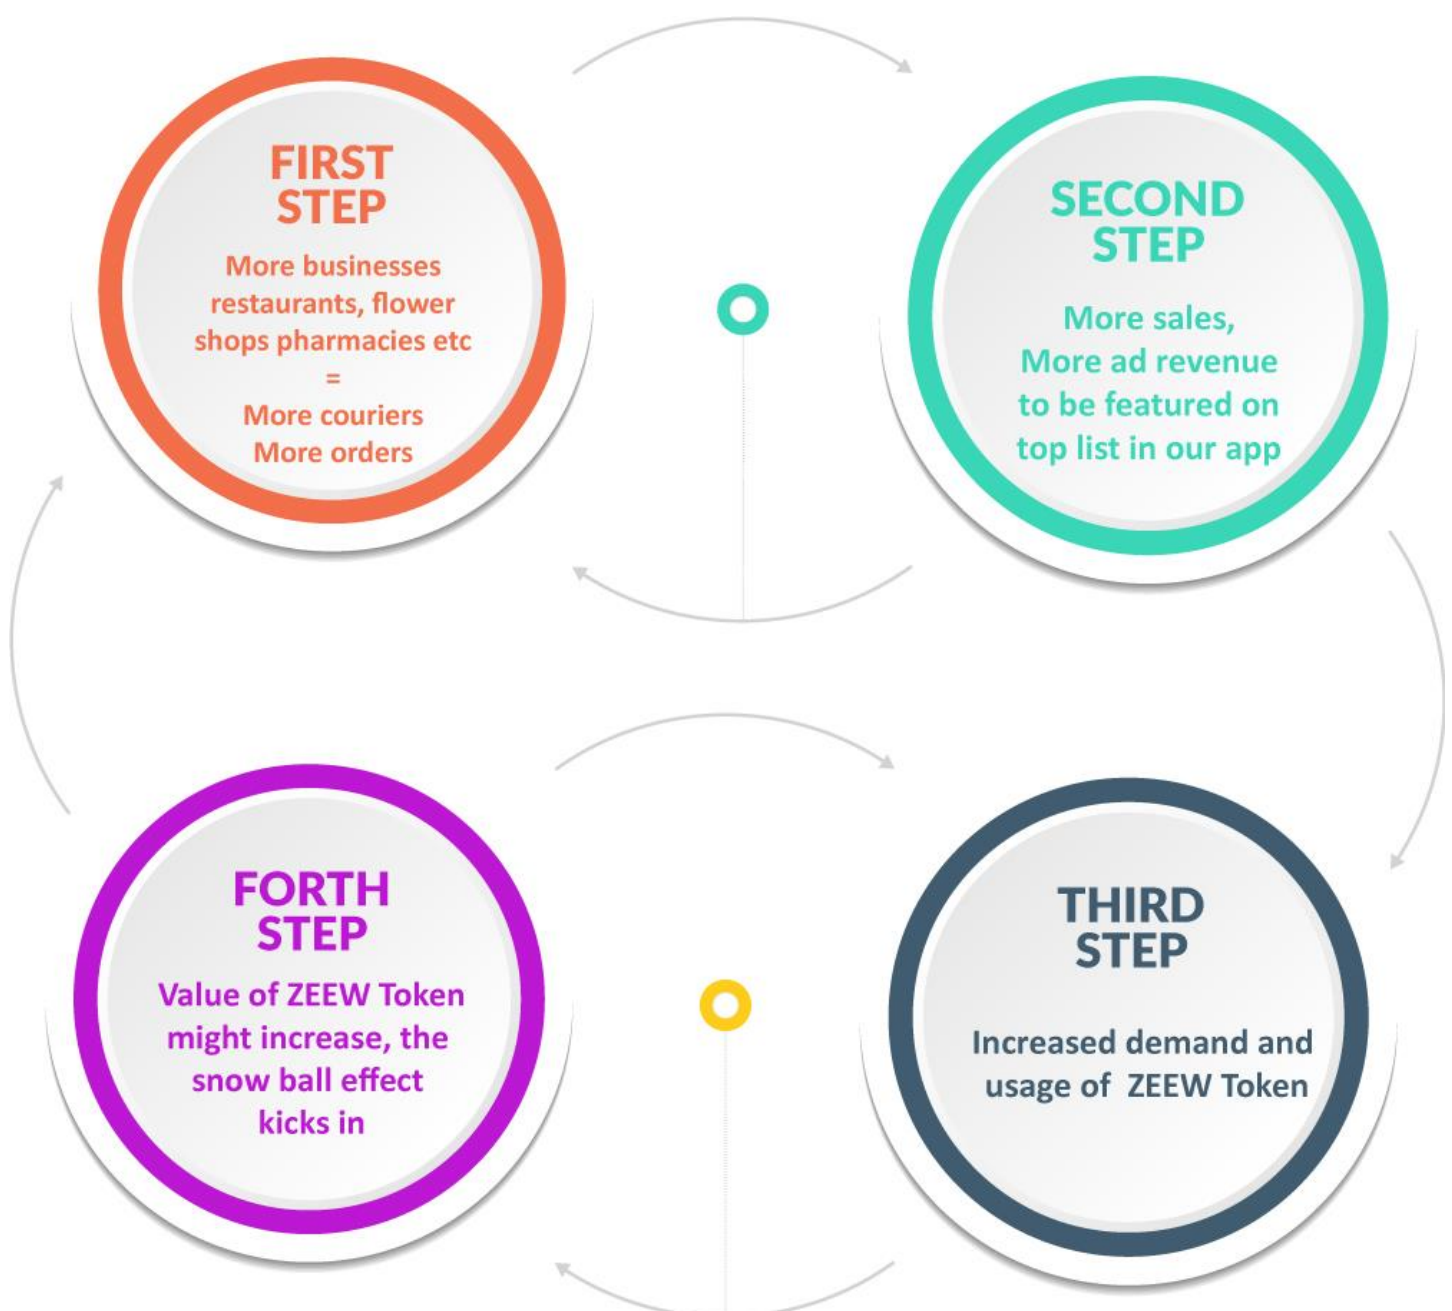 FIRST
STEP
More businesses
restaurants, flower
shops pharmacies etc
=
More couriers
More orders
SECOND
STEP
More sales,
More ad revenue
to be featured on
top list in our app
THIRD
STEP
Increased demand and
usage of  ZEEW Token
FORTH
STEP
Value of ZEEW Token
might increase, the
snow ball effect
kicks in